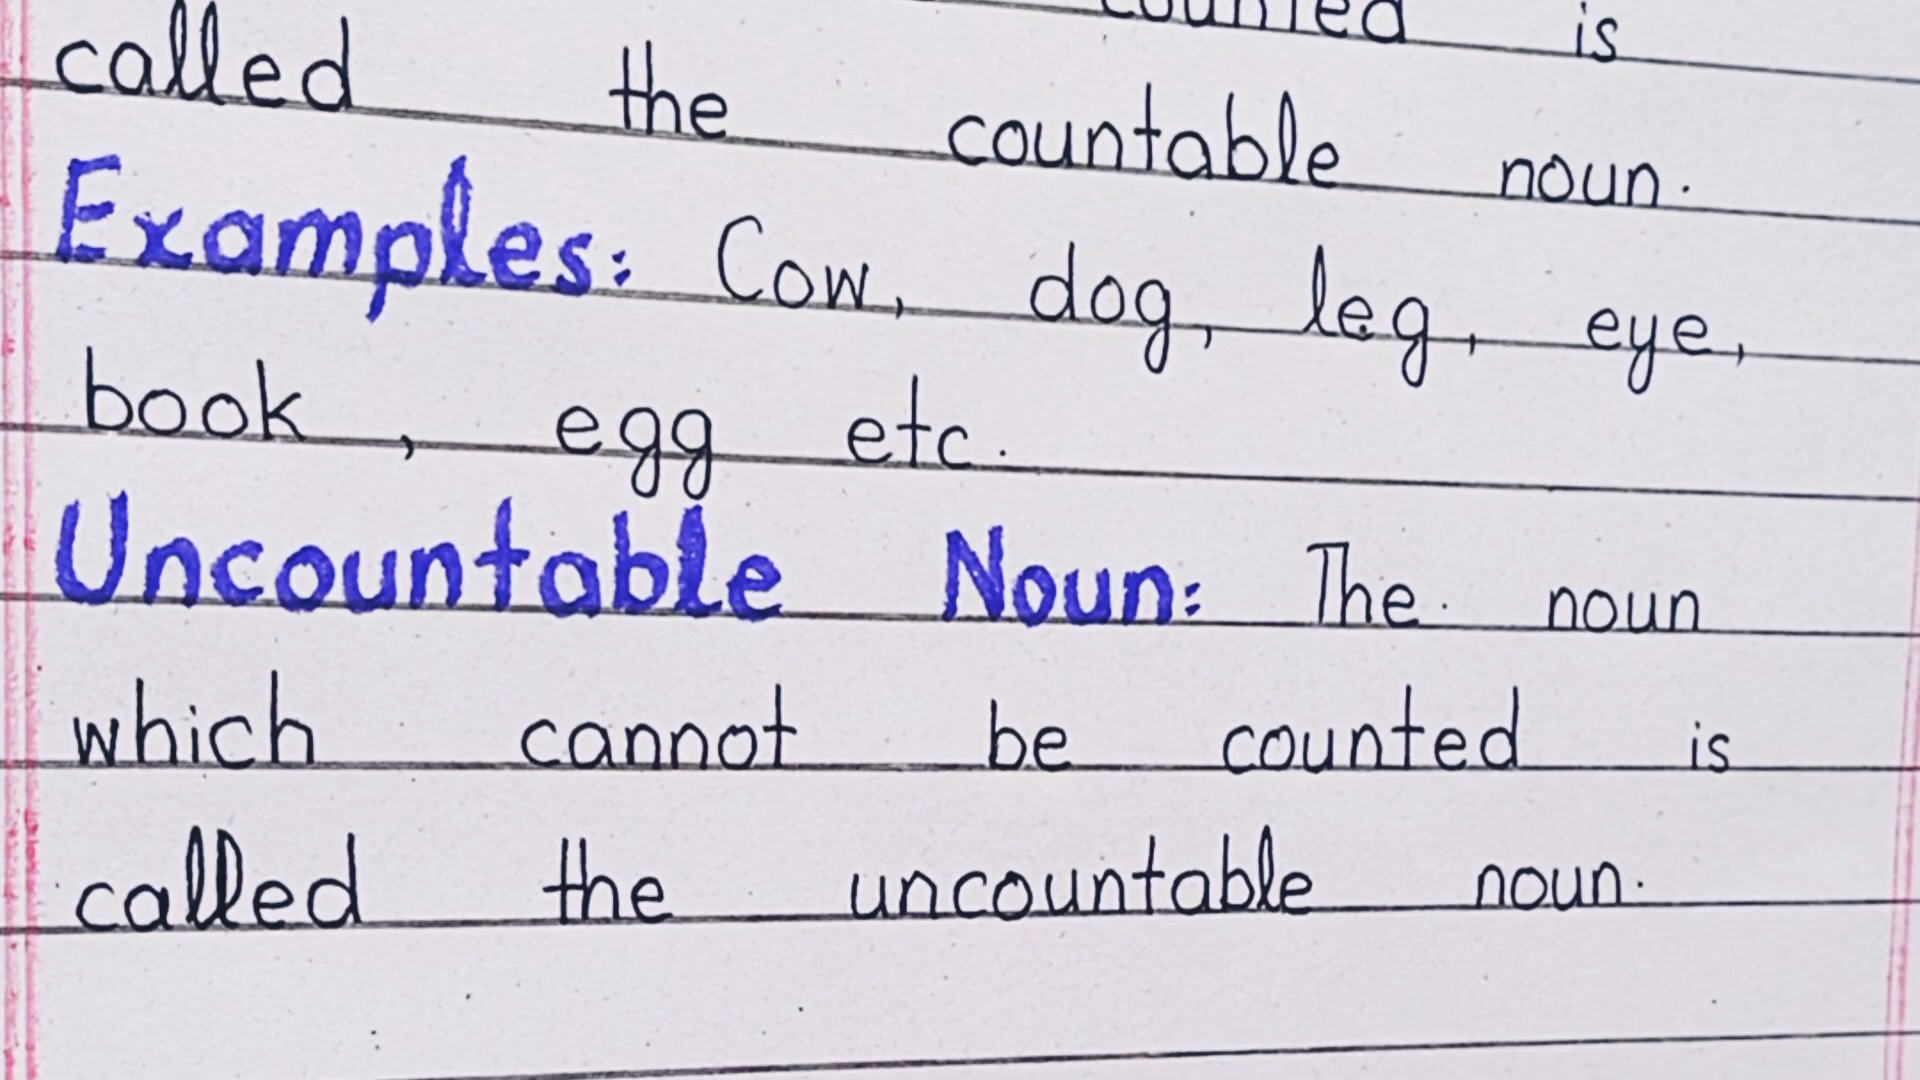 counted is
called the countable noun.
Examples: Cow, dog, leg, eye,
book, egg etc.
Uncountable Noun: The noun
which cannot be counted is
called the uncountable noun.